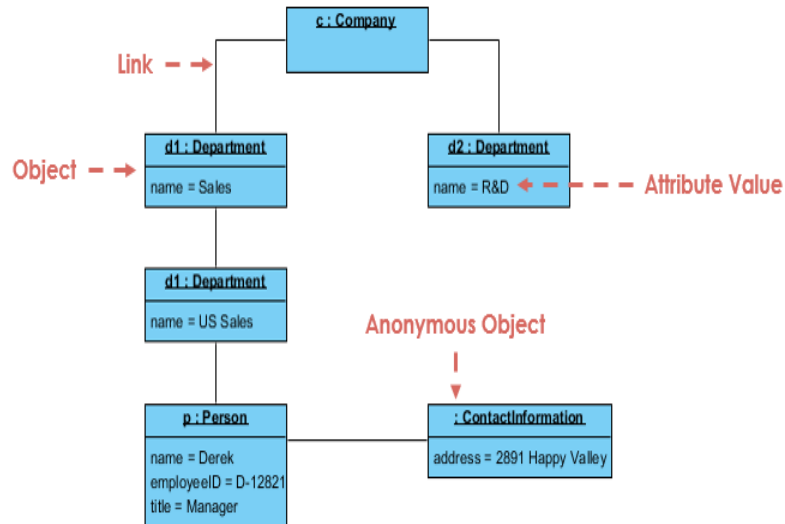 c : Company
Link
d1 : Department
name = Sales
d2 : Department
name = R&D
Object
Attribute Value
d1 : Department
name = US Sales
Anonymous Object
p : Person
name = Derek
employeeID = D-12821
title = Manager
: ContactInformation
address = 2891 Happy Valley